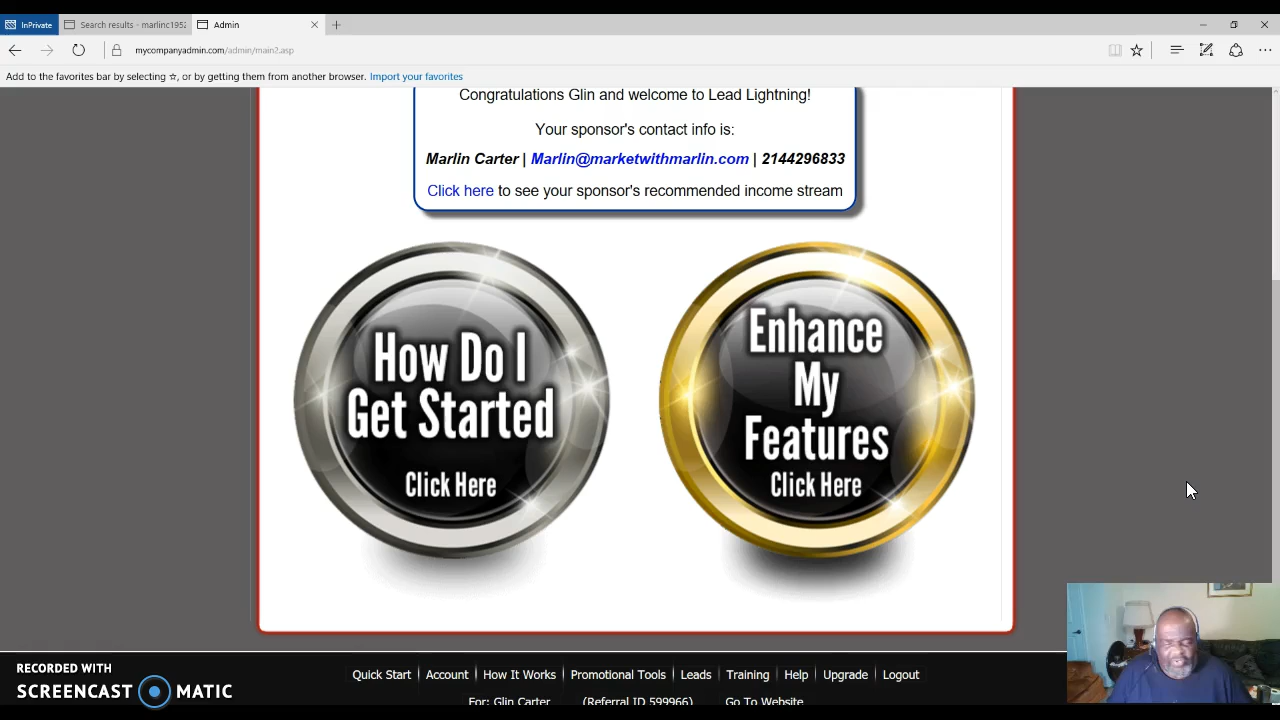 InPrivate
Search results - marlinc1952
Admin
mycompanyadmin.com/admin/main2.asp
Add to the favorites bar by selecting ☆, or by getting them from another browser. Import your favorites
Congratulations Glin and welcome to Lead Lightning!
Your sponsor's contact info is:
Marlin Carter | Marlin@marketwithmarlin.com | 2144296833
Click here to see your sponsor's recommended income stream
How Do I
Get Started
Click Here
Enhance
My
Features
Click Here
RECORDED WITH
SCREENCAST MATIC
Quick Start | Account | How It Works | Promotional Tools | Leads | Training | Help | Upgrade | Logout
For: Glin Carter (Referral ID 599966) Go To Website